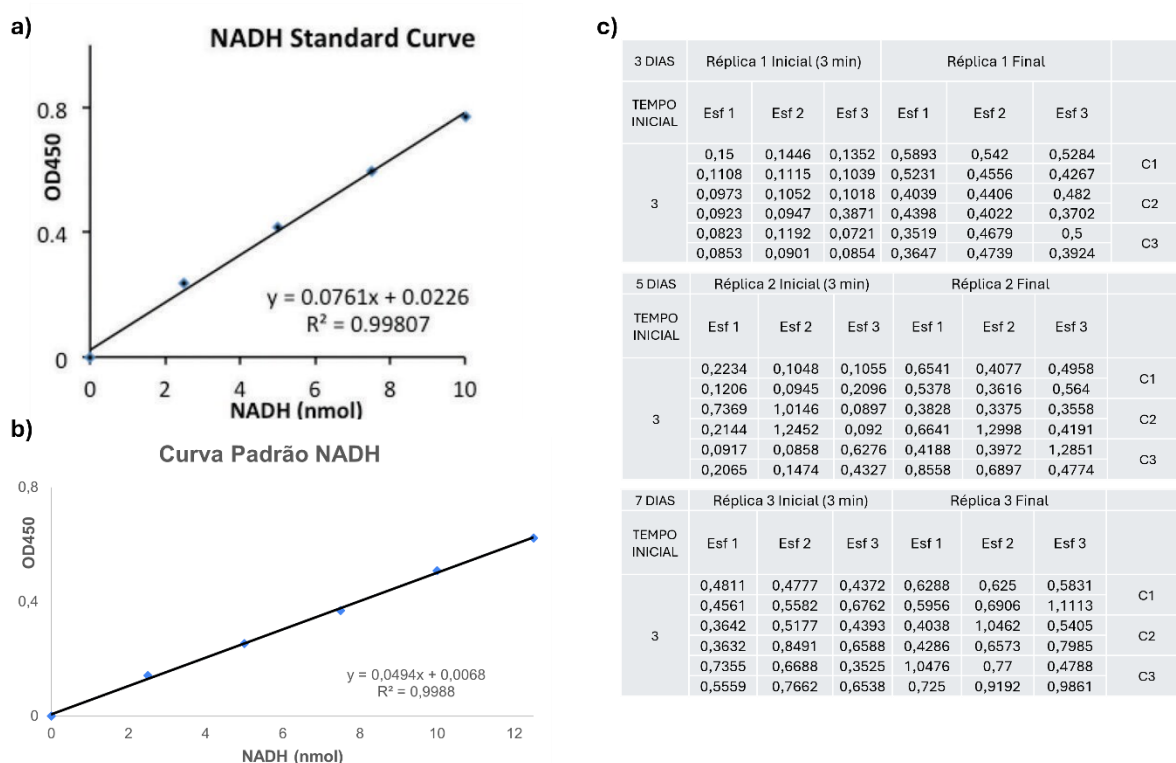 a)
NADH Standard Curve
OD450
0.8
0.4
0
0 2 4 6 8 10
y = 0.0761x + 0.0226
R² = 0.99807
NADH (nmol)
b)
Curva Padrão NADH
OD450
0,8
0,4
0
0 2 4 6 8 10 12
y = 0,0494x + 0,0068
R² = 0,9988
NADH (nmol)
c)
3 DIAS Réplica 1 Inicial (3 min) Réplica 1 Final
TEMPO INICIAL Esf 1 Esf 2 Esf 3 Esf 1 Esf 2 Esf 3
3
0,15 0,1446 0,1352 0,5893 0,542 0,5284 C1
0,1108 0,1115 0,1039 0,5231 0,4556 0,4267
0,0973 0,1052 0,1018 0,4039 0,4406 0,482 C2
0,0923 0,0947 0,3871 0,4398 0,4022 0,3702
0,0823 0,1192 0,0721 0,3519 0,4679 0,5 C3
0,0853 0,0901 0,0854 0,3647 0,4739 0,3924
5 DIAS Réplica 2 Inicial (3 min) Réplica 2 Final
TEMPO INICIAL Esf 1 Esf 2 Esf 3 Esf 1 Esf 2 Esf 3
3
0,2234 0,1048 0,1055 0,6541 0,4077 0,4958 C1
0,1206 0,0945 0,2096 0,5378 0,3616 0,564
0,7369 1,0146 0,0897 0,3828 0,3375 0,3558 C2
0,2144 1,2452 0,092 0,6641 1,2998 0,4191
0,0917 0,0858 0,6276 0,4188 0,3972 1,2851 C3
0,2065 0,1474 0,4327 0,8558 0,6897 0,4774
7 DIAS Réplica 3 Inicial (3 min) Réplica 3 Final
TEMPO INICIAL Esf 1 Esf 2 Esf 3 Esf 1 Esf 2 Esf 3
3
0,4811 0,4777 0,4372 0,6288 0,625 0,5831 C1
0,4561 0,5582 0,6762 0,5956 0,6906 1,1113
0,3642 0,5177 0,4393 0,4038 1,0462 0,5405 C2
0,3632 0,8491 0,6588 0,4286 0,6573 0,7985
0,7355 0,6688 0,3525 1,0476 0,77 0,4788 C3
0,5559 0,7662 0,6538 0,725 0,9192 0,9861